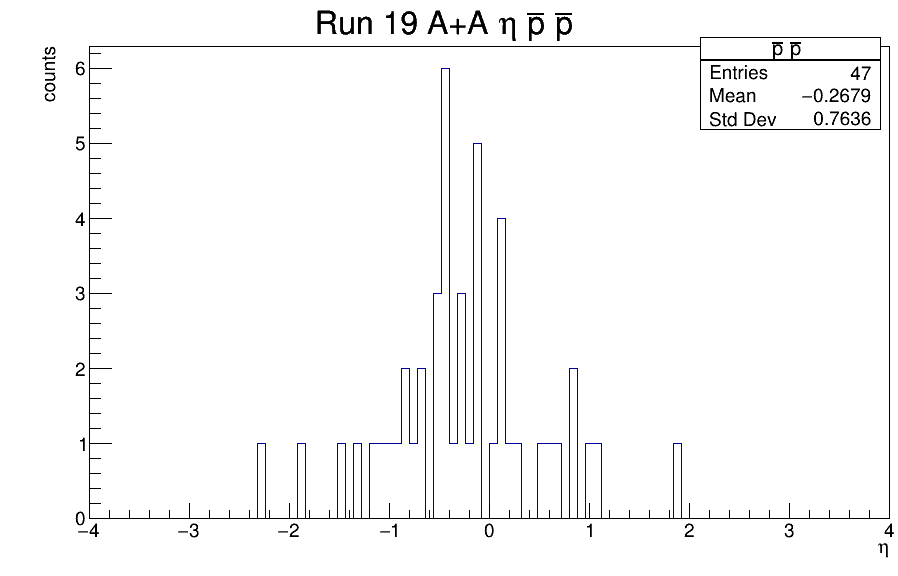 Run 19 A+A η p̅ p̅
counts
p̅ p̅
Entries 47
Mean −0.2679
Std Dev 0.7636
6
5
4
3
2
1
0
−4 −3 −2 −1 0 1 2 3 4
η